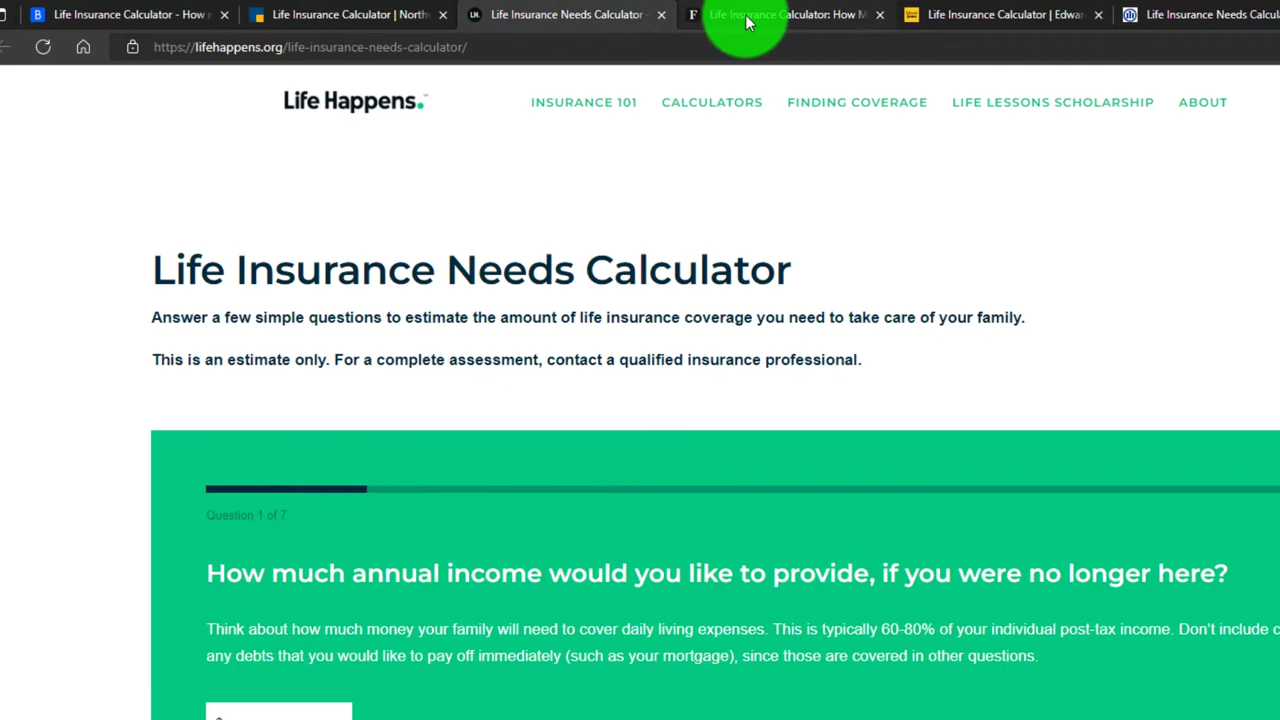 Life Insurance Calculator - How
Life Insurance Calculator | North
Life Insurance Needs Calculator -
Life Insurance Calculator: How M
Life Insurance Calculator | Edwa
Life Insurance Needs Calcula
https://lifehappens.org/life-insurance-needs-calculator/
Life Happens.
INSURANCE 101
CALCULATORS
FINDING COVERAGE
LIFE LESSONS SCHOLARSHIP
ABOUT
Life Insurance Needs Calculator
Answer a few simple questions to estimate the amount of life insurance coverage you need to take care of your family.
This is an estimate only. For a complete assessment, contact a qualified insurance professional.
Question 1 of 7
How much annual income would you like to provide, if you were no longer here?
Think about how much money your family will need to cover daily living expenses. This is typically 60-80% of your individual post-tax income. Don't include
any debts that you would like to pay off immediately (such as your mortgage), since those are covered in other questions.